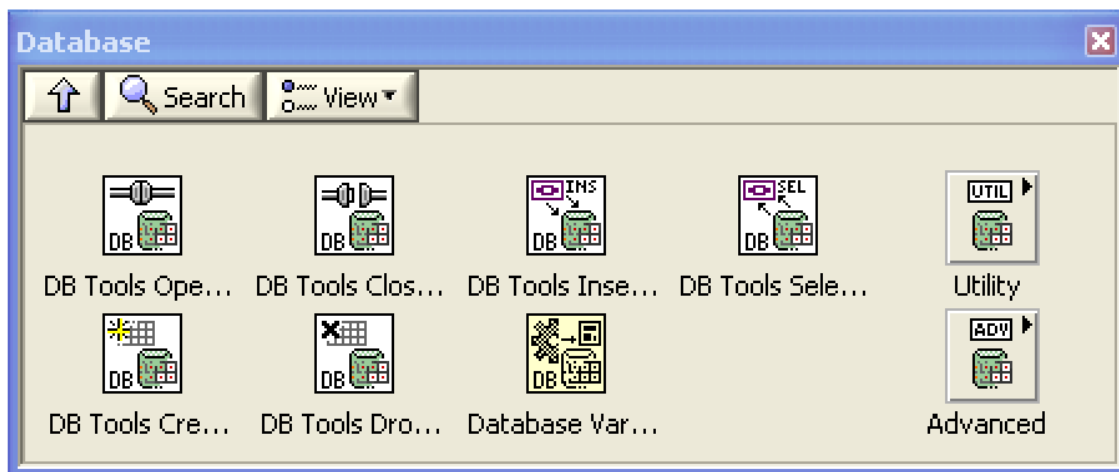 Database
Search View
INS SEL UTIL
DB DB DB DB
DB Tools Ope... DB Tools Clos... DB Tools Inse... DB Tools Sele... Utility
ADV
DB DB DB
DB Tools Cre... DB Tools Dro... Database Var... Advanced